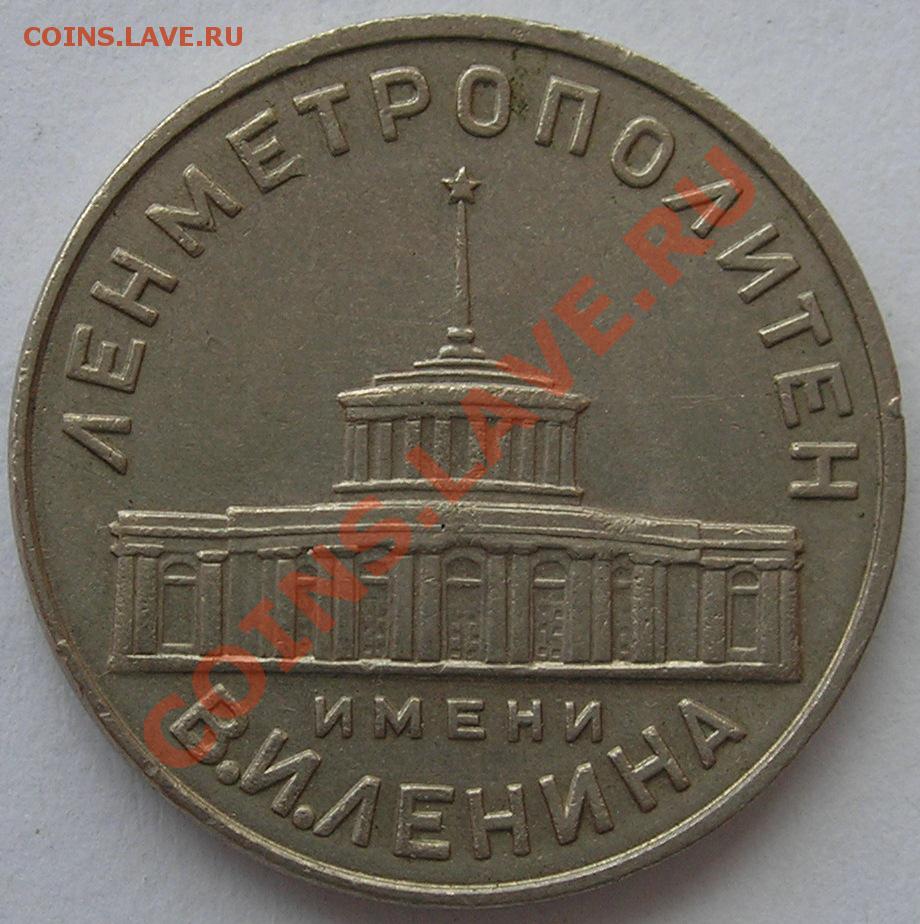 COINS.LAVE.RU
ЛЕНМЕТРОПОЛИТЕН
COINS.LAVE.RU
ИМЕНИ
В.И.ЛЕНИНА